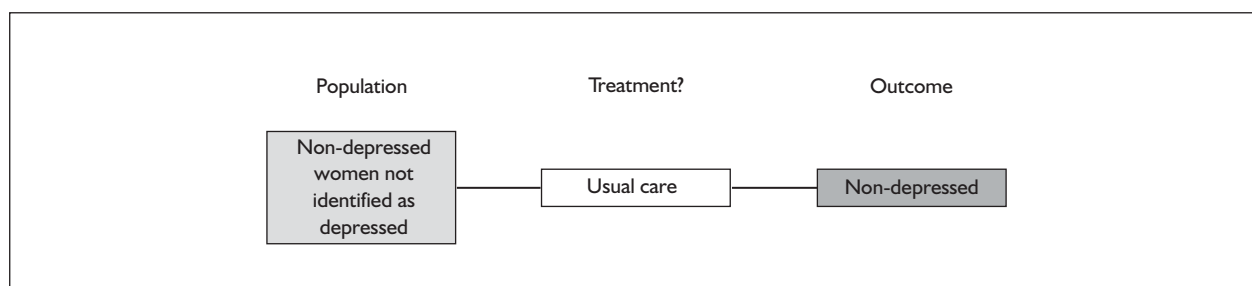 Population
Treatment?
Outcome
Non-depressed
women not
identified as
depressed
Usual care
Non-depressed